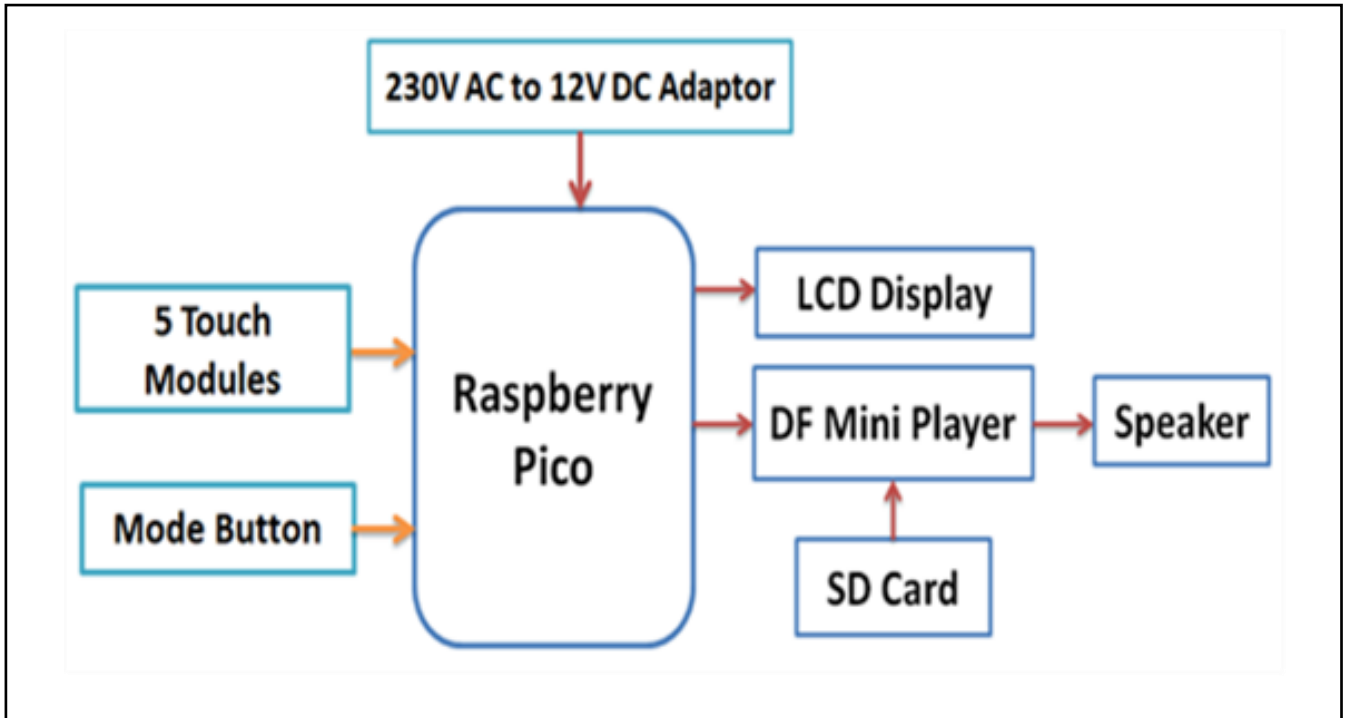 230V AC to 12V DC Adaptor
5 Touch
Modules
Mode Button
Raspberry
Pico
LCD Display
DF Mini Player
Speaker
SD Card